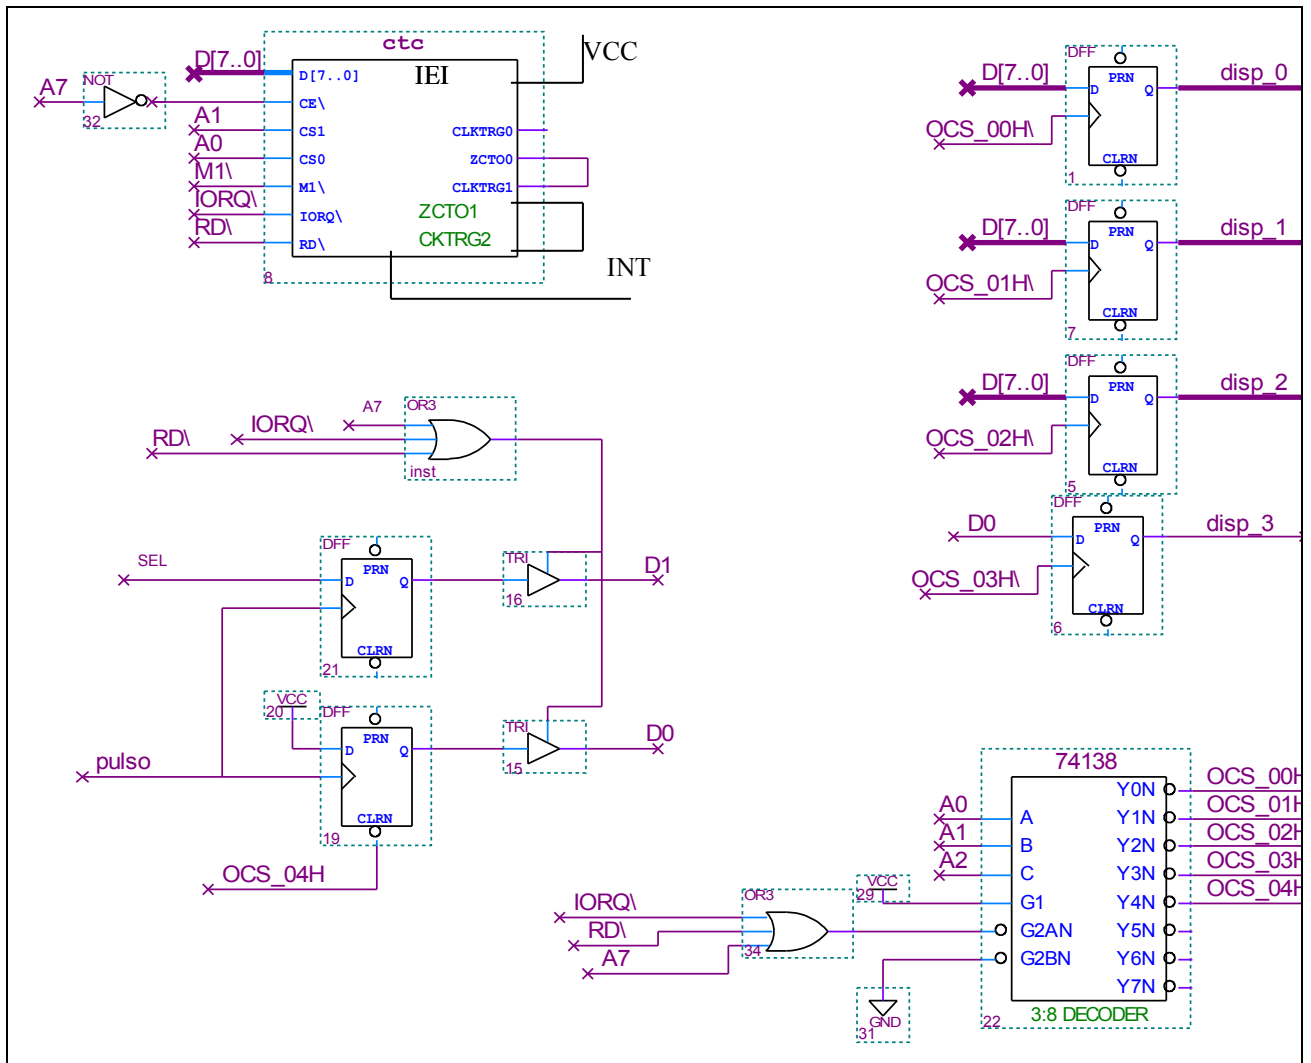 ctc
VCC
D[7..0]
D[7..0]
IEI
A7
NOT
32
CE\
A1
CS1
CLKTRG0
A0
CS0
ZCTO0
M1\
M1\
CLKTRG1
IORQ\
IORQ\
ZCTO1
RD\
RD\
CKTRG2
8
INT
DFF
D[7..0]
PRN
D
Q
disp_0
OCS_00H\
CLRN
1
DFF
D[7..0]
PRN
D
Q
disp_1
OCS_01H\
CLRN
7
DFF
D[7..0]
PRN
D
Q
disp_2
OCS_02H\
CLRN
5
DFF
D0
PRN
D
Q
disp_3
OCS_03H\
CLRN
6
A7
OR3
IORQ\
RD\
inst
SEL
DFF
PRN
D
Q
CLRN
21
TRI
16
D1
VCC
20
DFF
PRN
D
Q
CLRN
19
TRI
15
D0
pulso
OCS_04H
IORQ\
RD\
A7
OR3
34
VCC
29
GND
31
74138
A0
A
Y0N
OCS_00H
A1
B
Y1N
OCS_01H
A2
C
Y2N
OCS_02H
G1
Y3N
OCS_03H
G2AN
Y4N
OCS_04H
G2BN
Y5N
Y6N
Y7N
3:8 DECODER
22